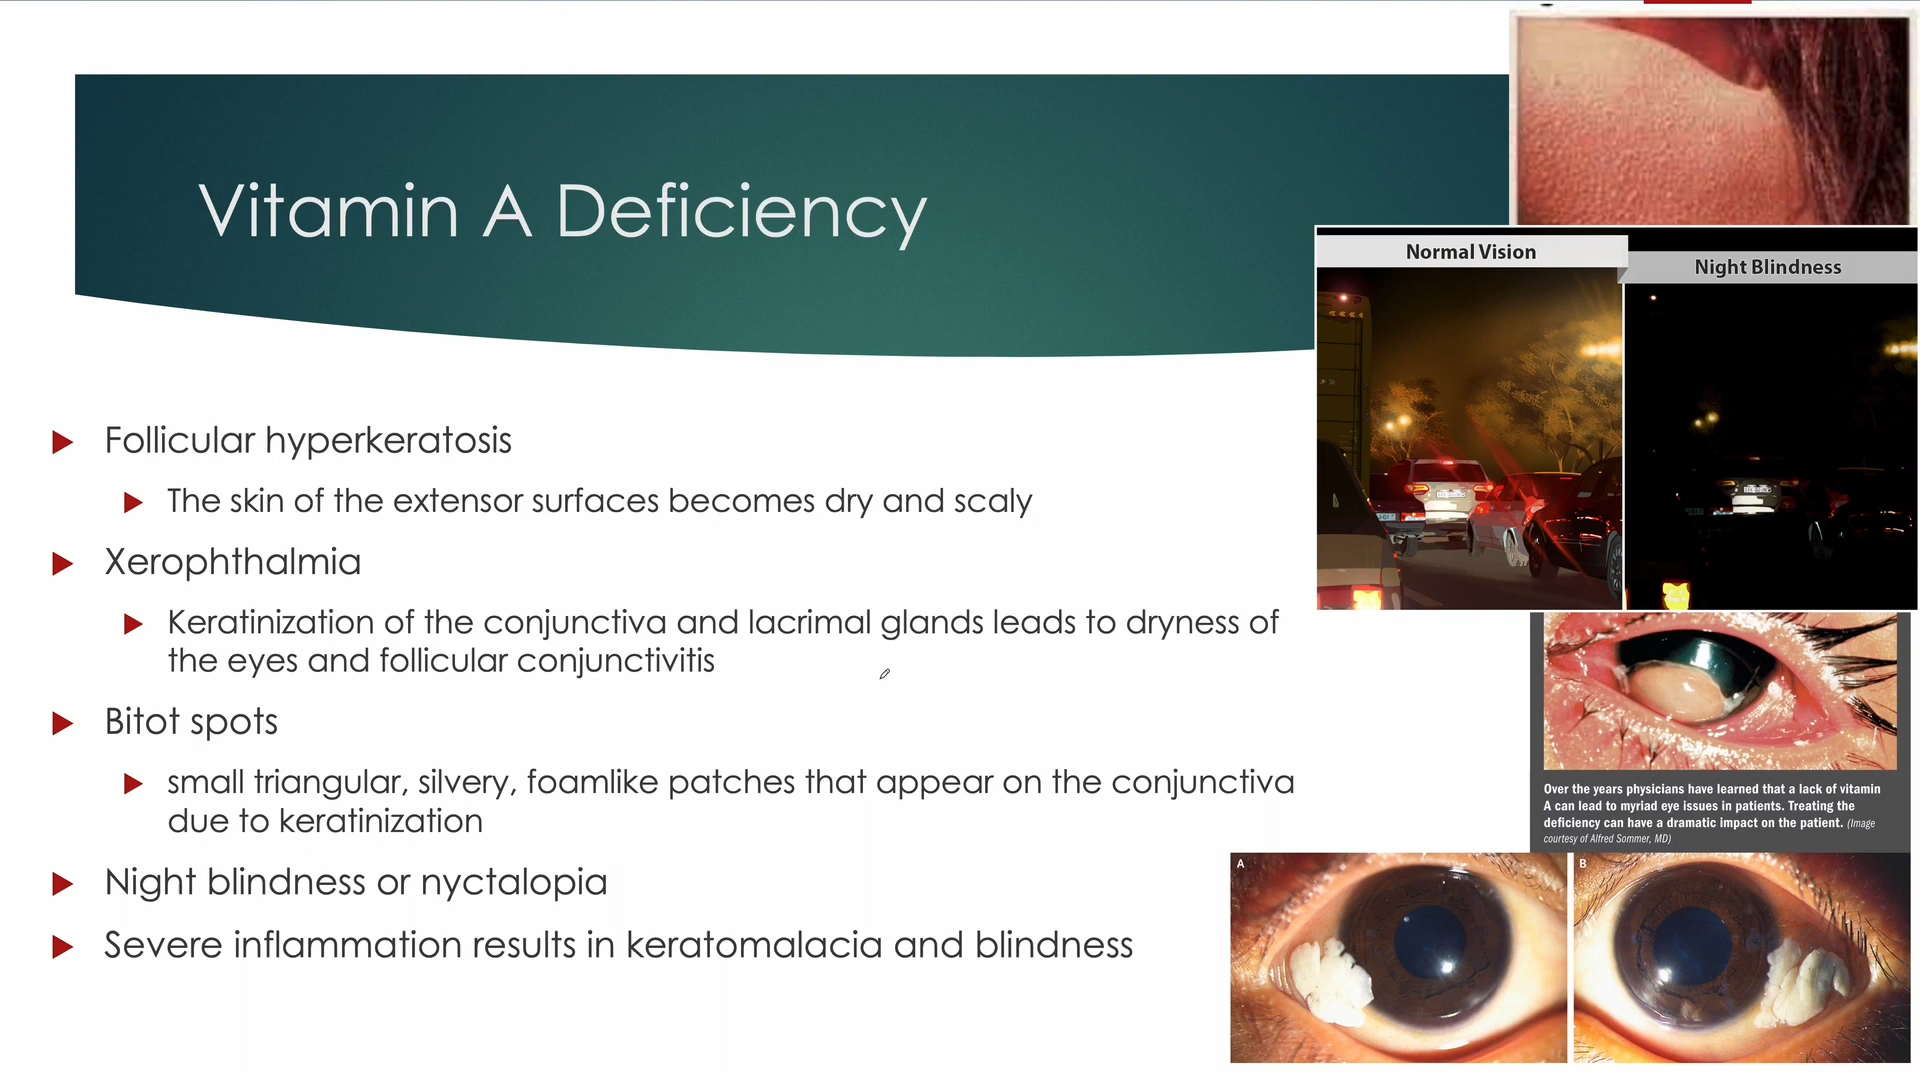 Vitamin A Deficiency
Follicular hyperkeratosis
The skin of the extensor surfaces becomes dry and scaly
Xerophthalmia
Keratinization of the conjunctiva and lacrimal glands leads to dryness of
the eyes and follicular conjunctivitis
Bitot spots
small triangular, silvery, foamlike patches that appear on the conjunctiva
due to keratinization
Night blindness or nyctalopia
Severe inflammation results in keratomalacia and blindness
Normal Vision
Night Blindness
Over the years physicians have learned that a lack of vitamin
A can lead to myriad eye issues in patients. Treating the
deficiency can have a dramatic impact on the patient. (Image
courtesy of Alfred Sommer, MD)
A
B